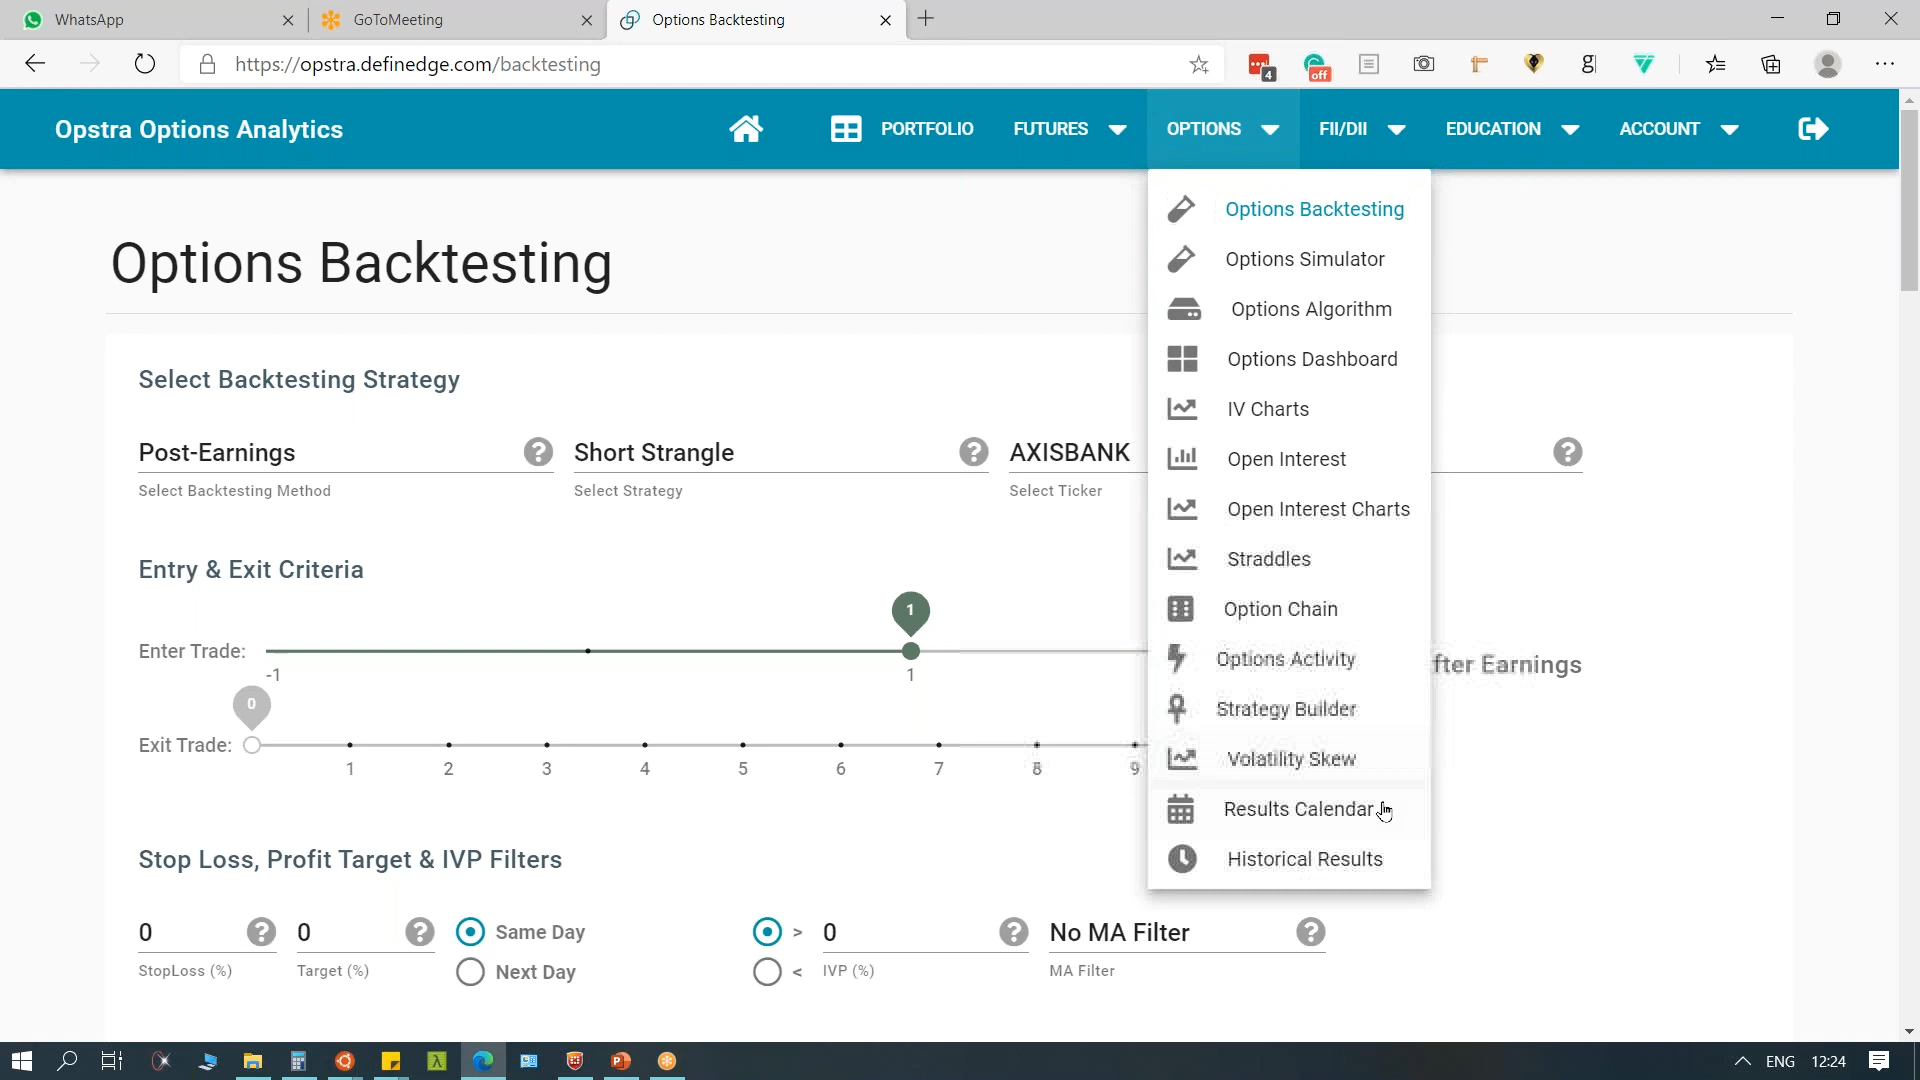 WhatsApp
GoToMeeting
Options Backtesting
https://opstra.definedge.com/backtesting
4
off
g
Opstra Options Analytics
PORTFOLIO
FUTURES
OPTIONS
FII/DII
EDUCATION
ACCOUNT
Options Backtesting
Options Simulator
Options Algorithm
Options Dashboard
IV Charts
Open Interest
Open Interest Charts
Straddles
Option Chain
Options Activity
Strategy Builder
Volatility Skew
Results Calendar
Historical Results
Options Backtesting
Select Backtesting Strategy
Post-Earnings ?
Short Strangle ?
AXISBANK
?
Select Backtesting Method
Select Strategy
Select Ticker
Entry & Exit Criteria
1
Enter Trade:
-1 1
fter Earnings
0
Exit Trade:
1 2 3 4 5 6 7 8 9
Stop Loss, Profit Target & IVP Filters
0 ? 0 ? Same Day > 0 ? No MA Filter ?
StopLoss (%) Target (%) Next Day < IVP (%) MA Filter
ENG 12:24